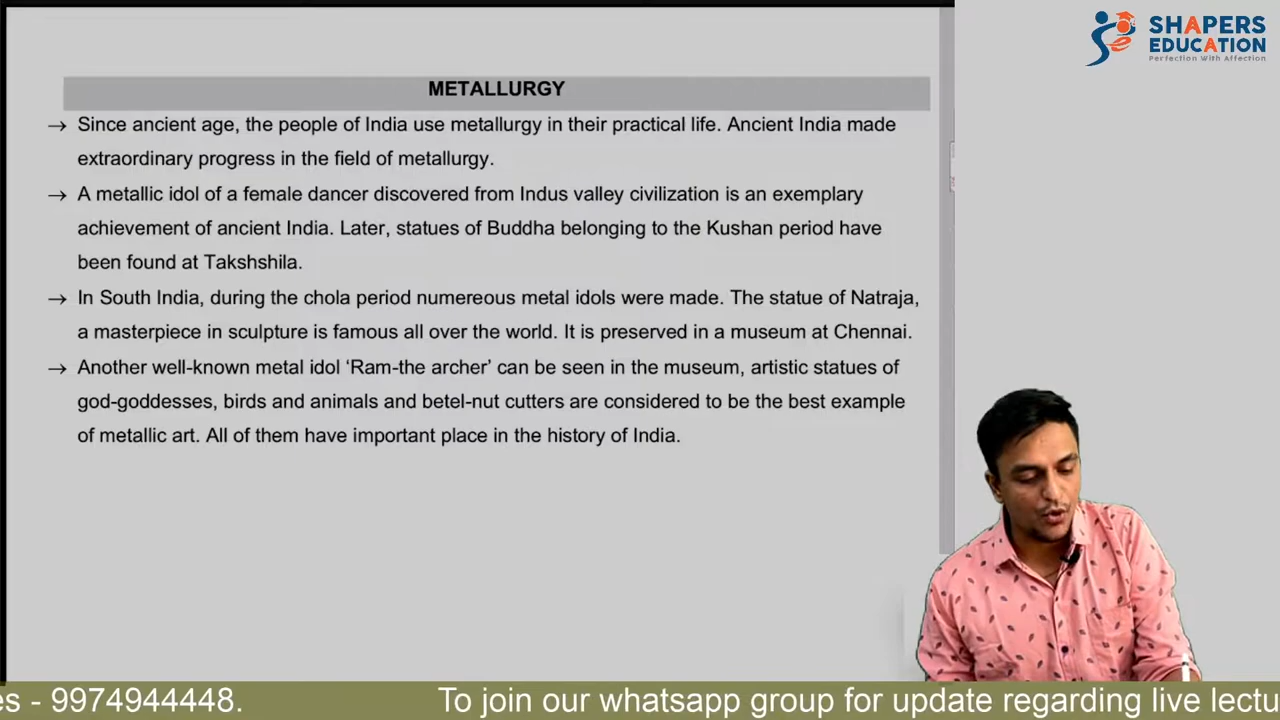 SHAPERS
EDUCATION
Perfection With Affection
METALLURGY
→ Since ancient age, the people of India use metallurgy in their practical life. Ancient India made
extraordinary progress in the field of metallurgy.
→ A metallic idol of a female dancer discovered from Indus valley civilization is an exemplary
achievement of ancient India. Later, statues of Buddha belonging to the Kushan period have
been found at Takshshila.
→ In South India, during the chola period numereous metal idols were made. The statue of Natraja,
a masterpiece in sculpture is famous all over the world. It is preserved in a museum at Chennai.
→ Another well-known metal idol ‘Ram-the archer’ can be seen in the museum, artistic statues of
god-goddesses, birds and animals and betel-nut cutters are considered to be the best example
of metallic art. All of them have important place in the history of India.
es - 9974944448. To join our whatsapp group for update regarding live lectu